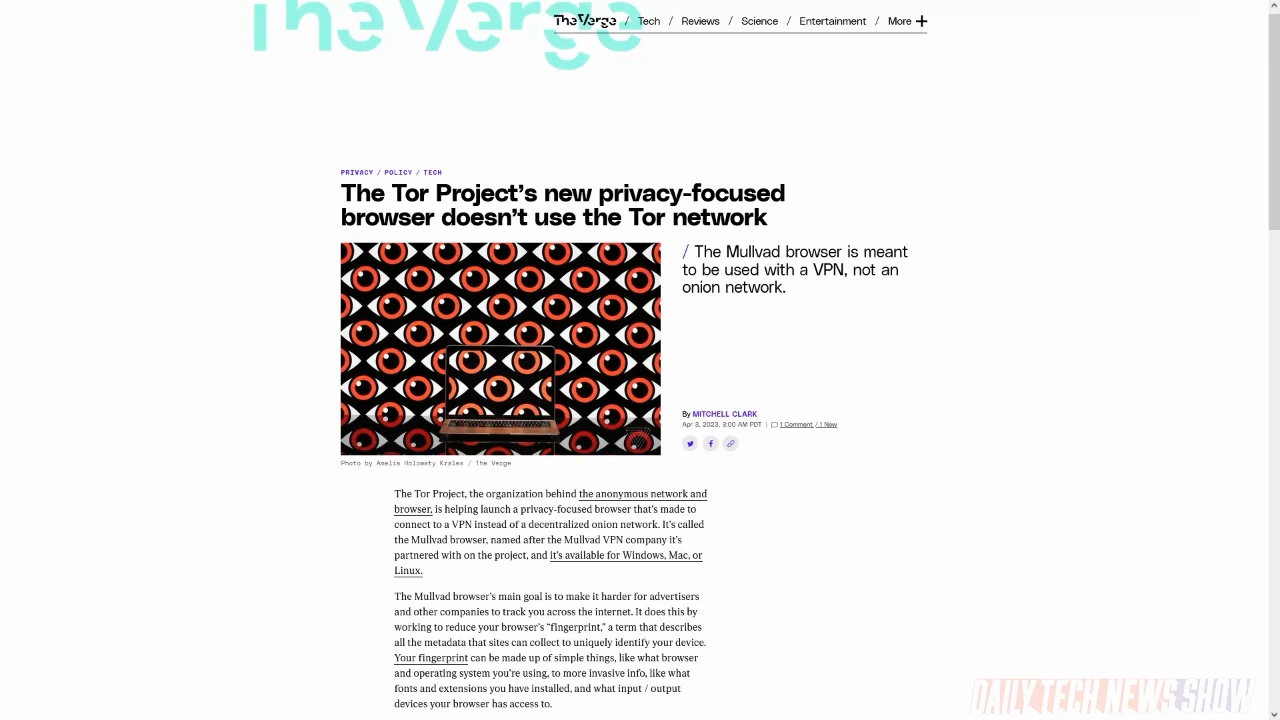 The Verge
TheVerge / Tech / Reviews / Science / Entertainment / More +
PRIVACY / POLICY / TECH
The Tor Project’s new privacy-focused
browser doesn’t use the Tor network
/ The Mullvad browser is meant
to be used with a VPN, not an
onion network.
By MITCHELL CLARK
Apr 3, 2023, 3:00 AM PDT | 1 Comment / 1 New
Photo by Amelia Holowaty Krales / The Verge
The Tor Project, the organization behind the anonymous network and
browser, is helping launch a privacy-focused browser that’s made to
connect to a VPN instead of a decentralized onion network. It’s called
the Mullvad browser, named after the Mullvad VPN company it’s
partnered with on the project, and it’s available for Windows, Mac, or
Linux.
The Mullvad browser’s main goal is to make it harder for advertisers
and other companies to track you across the internet. It does this by
working to reduce your browser’s “fingerprint,” a term that describes
all the metadata that sites can collect to uniquely identify your device.
Your fingerprint can be made up of simple things, like what browser
and operating system you’re using, to more invasive info, like what
fonts and extensions you have installed, and what input / output
devices your browser has access to.
DAILY TECH NEWS SHOW